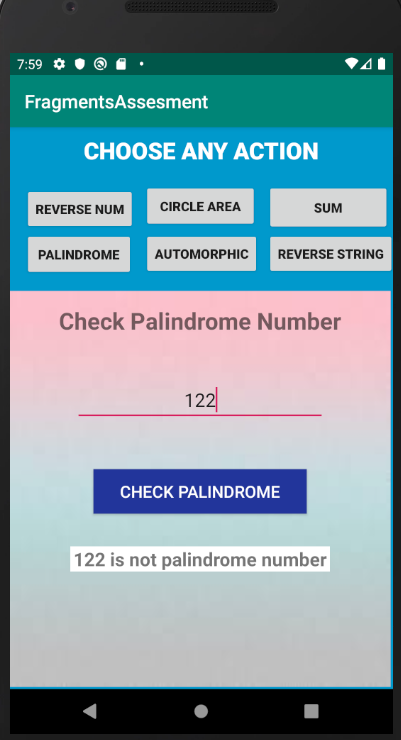 7:59
FragmentsAssesment
CHOOSE ANY ACTION
REVERSE NUM CIRCLE AREA SUM
PALINDROME AUTOMORPHIC REVERSE STRING
Check Palindrome Number
122
CHECK PALINDROME
122 is not palindrome number